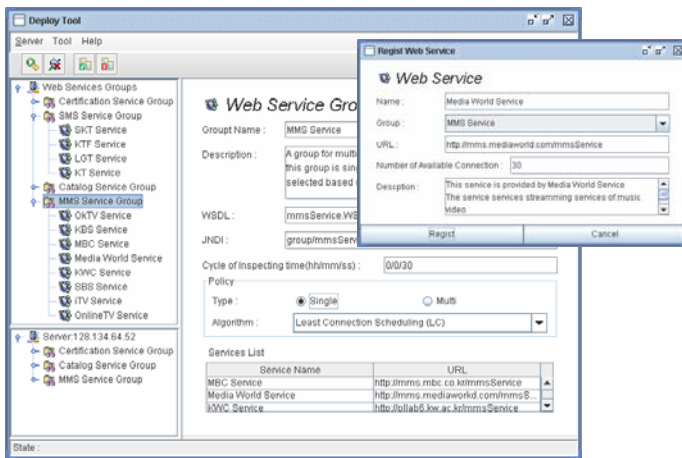 Deploy Tool
Server Tool Help
Web Services Groups
Certification Service Group
SMS Service Group
SKT Service
KTF Service
LGT Service
KT Service
Catalog Service Group
MMS Service Group
OkTV Service
KBS Service
MBC Service
Media World Service
KWC Service
SBS Service
iTV Service
OnlineTV Service
Server:128.134.64.52
Certification Service Group
Catalog Service Group
MMS Service Group
Web Service Gro
Groupt Name : MMS Service
Description : A group for multi
this group is sing
selected based
WSDL : mmsService.WS
JNDI : group/mmsServ
Cycle of Inspecting time(hh/mm/ss) : 0/0/30
Policy
Type : Single Multi
Algorithm : Least Connection Scheduling (LC)
Services List
Service Name URL
MBC Service http://mms.mbc.co.kr/mmsService
Media World Service http://mms.mediaworkd.com/mmsS...
KWC Service http://pllab6.kw.ac.kr/mmsService
State :
Regist Web Service
Web Service
Name : Media World Service
Group : MMS Service
URL : http://mms.mediaworld.com/mmsService
Number of Available Connection : 30
Desception : This service is provided by Media World Service
The service services streamming services of music
video
Regist Cancel